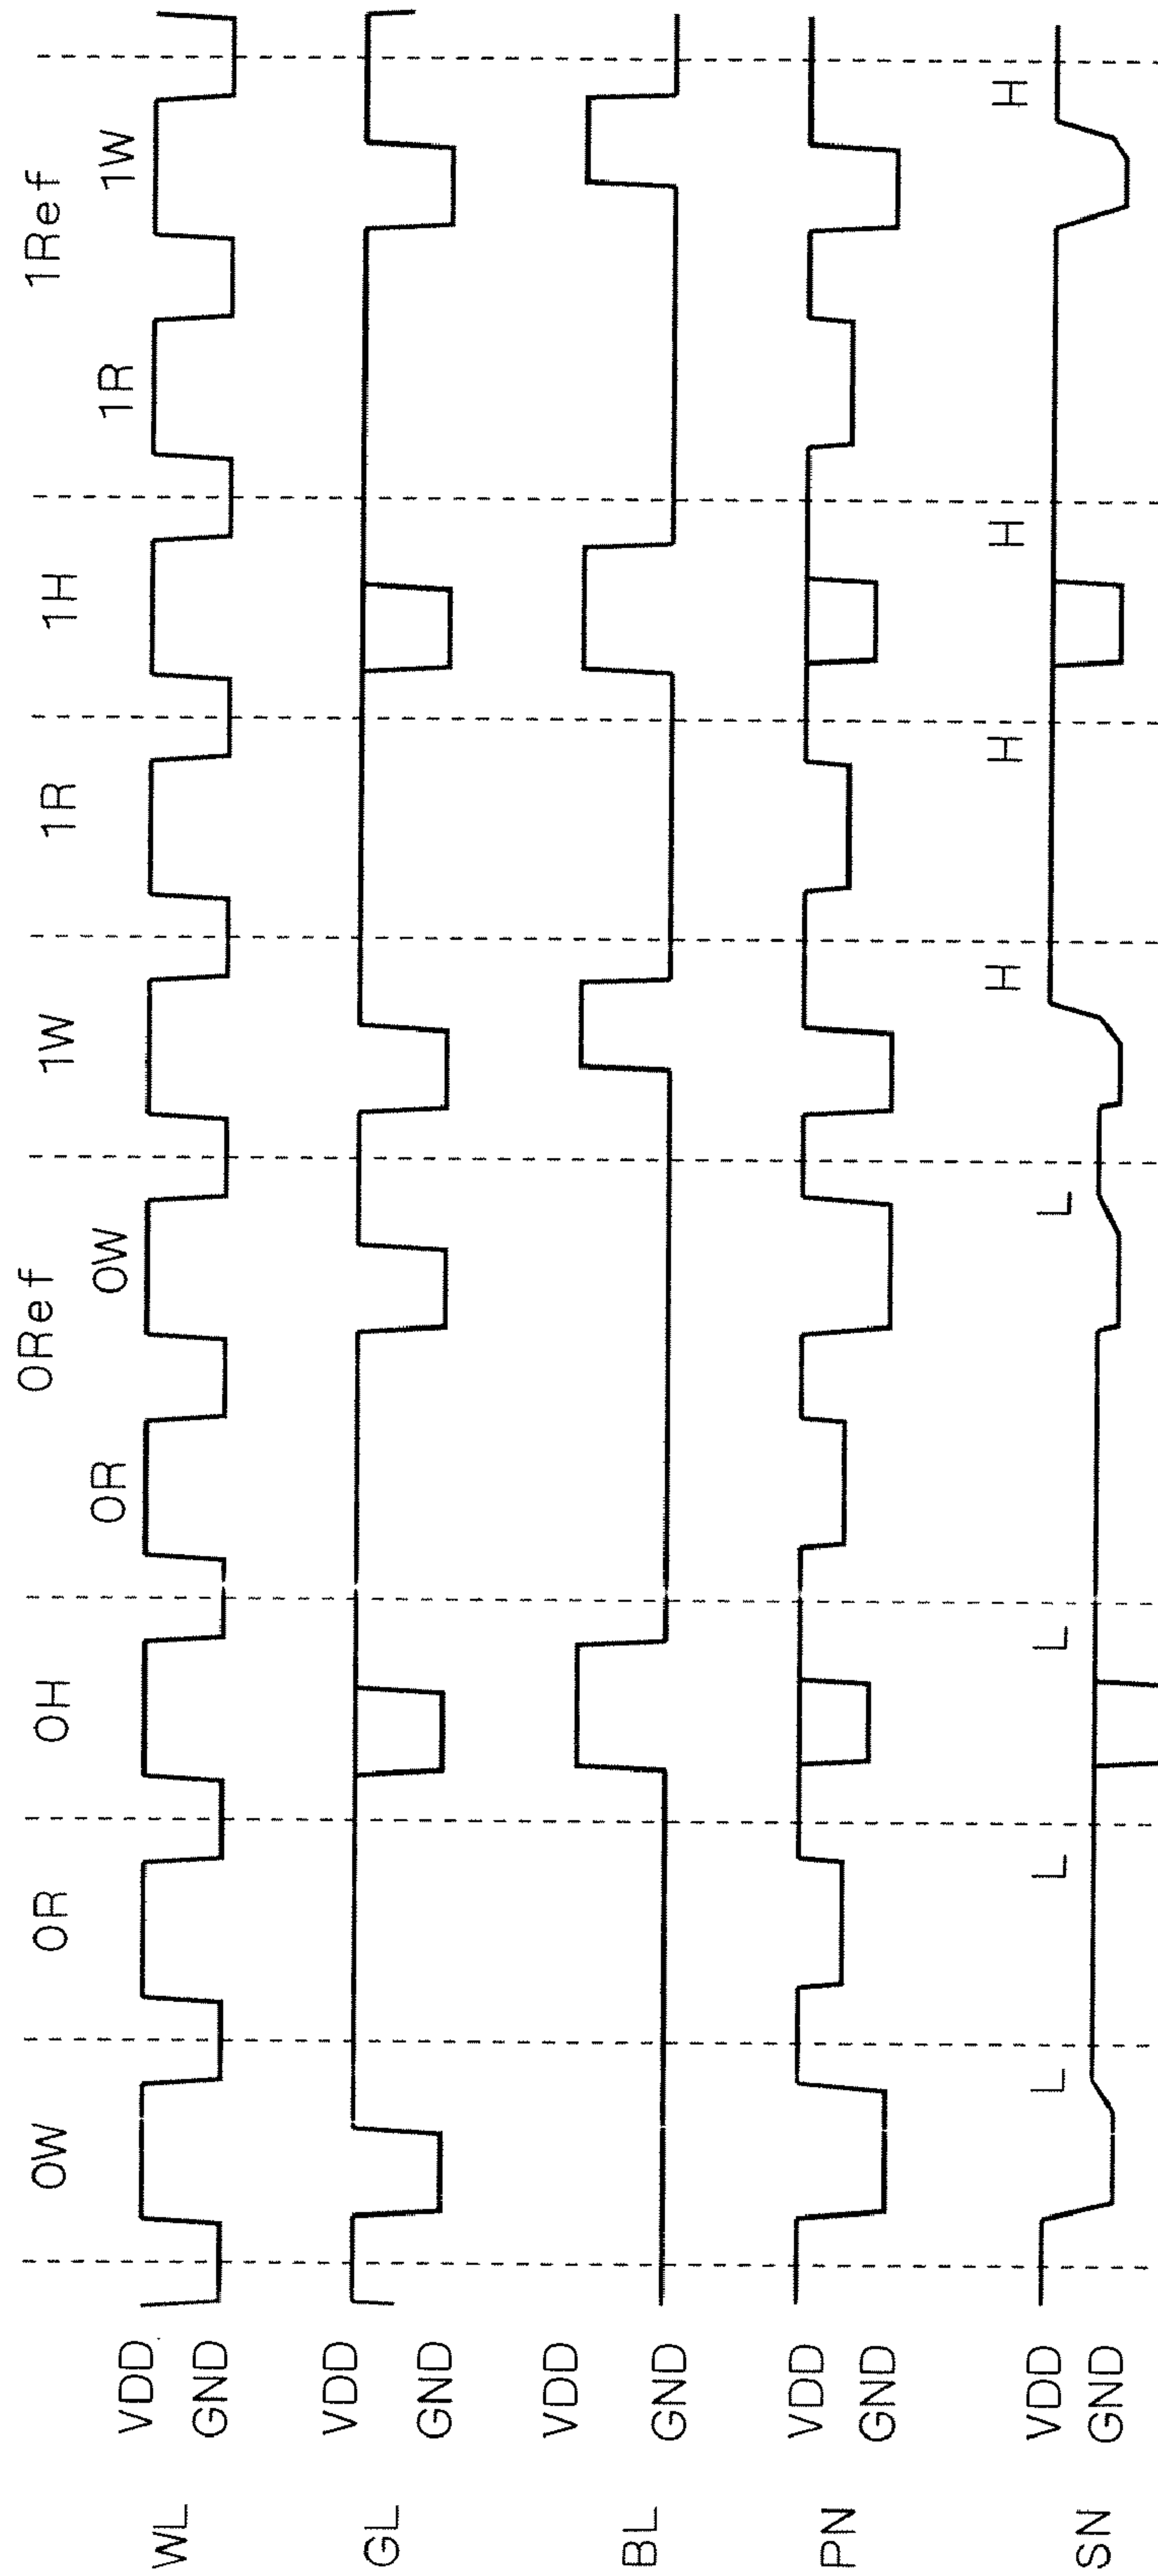 0Ref 1Ref
0W 0R 0H 0R 0W 1W 1R 1H 1R 1W
VDD
WL
GND
VDD
GL
GND
VDD
BL
GND
VDD
PN
GND
H H H H
VDD L L L L
SN
GND